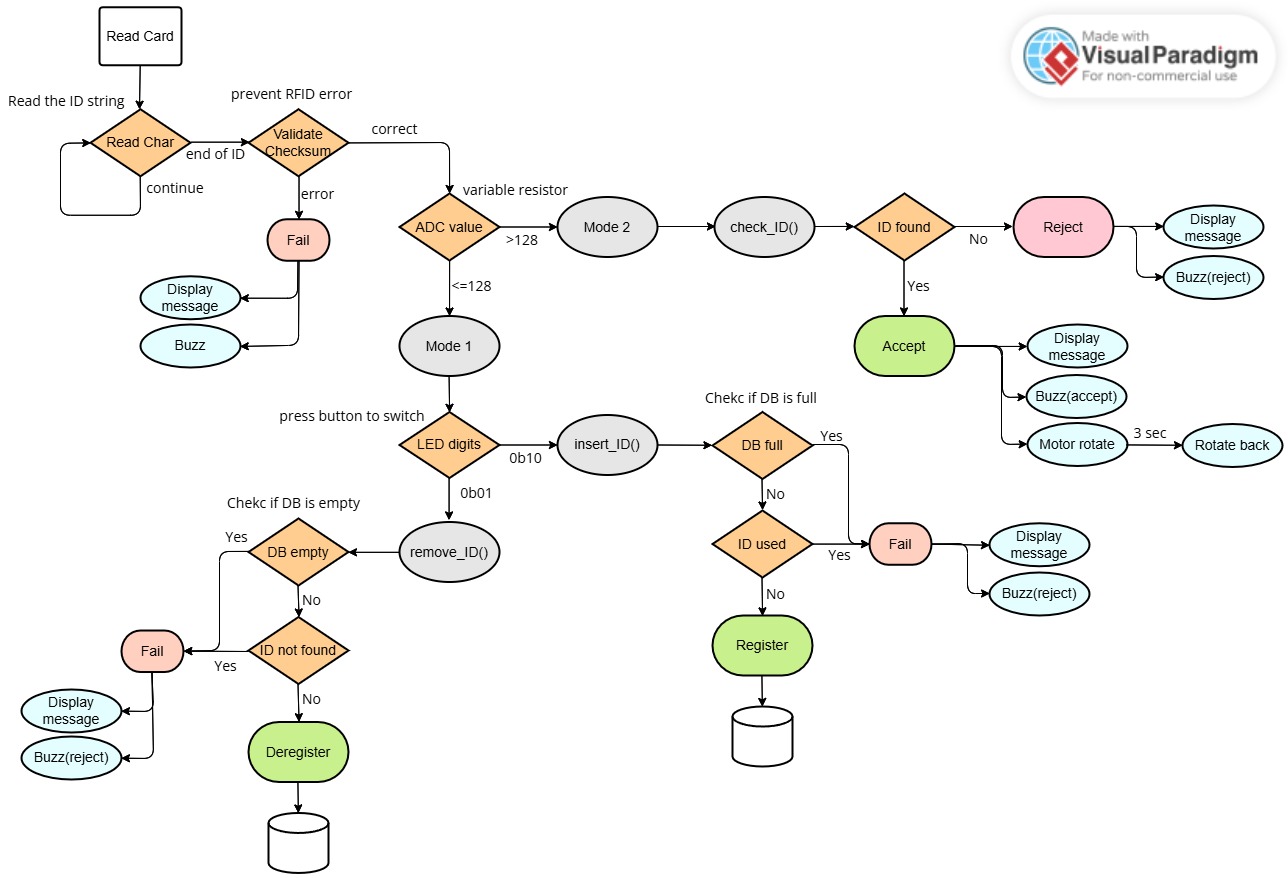 Read Card
Made with
Visual Paradigm
For non-commercial use
Read the ID string
prevent RFID error
Read Char
end of ID
continue
Validate
Checksum
correct
error
Fail
Display
message
Buzz
variable resistor
ADC value
>128
Mode 2
check_ID()
ID found
No
Reject
Display
message
Buzz(reject)
Yes
Accept
Display
message
Buzz(accept)
Motor rotate
3 sec
Rotate back
<=128
Mode 1
press button to switch
LED digits
0b10
insert_ID()
Chekc if DB is full
DB full
Yes
No
ID used
Yes
Fail
Display
message
Buzz(reject)
No
Register
0b01
remove_ID()
Chekc if DB is empty
DB empty
Yes
No
ID not found
Yes
Fail
Display
message
Buzz(reject)
No
Deregister